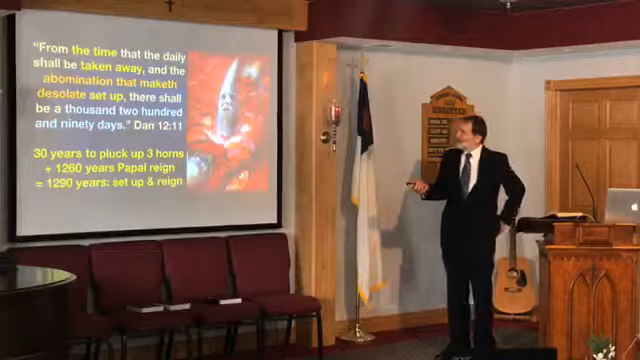 "From the time that the daily
shall be taken away, and the
abomination that maketh
desolate set up, there shall
be a thousand two hundred
and ninety days." Dan 12:11
30 years to pluck up 3 horns
+ 1260 years Papal reign
= 1290 years: set up & reign